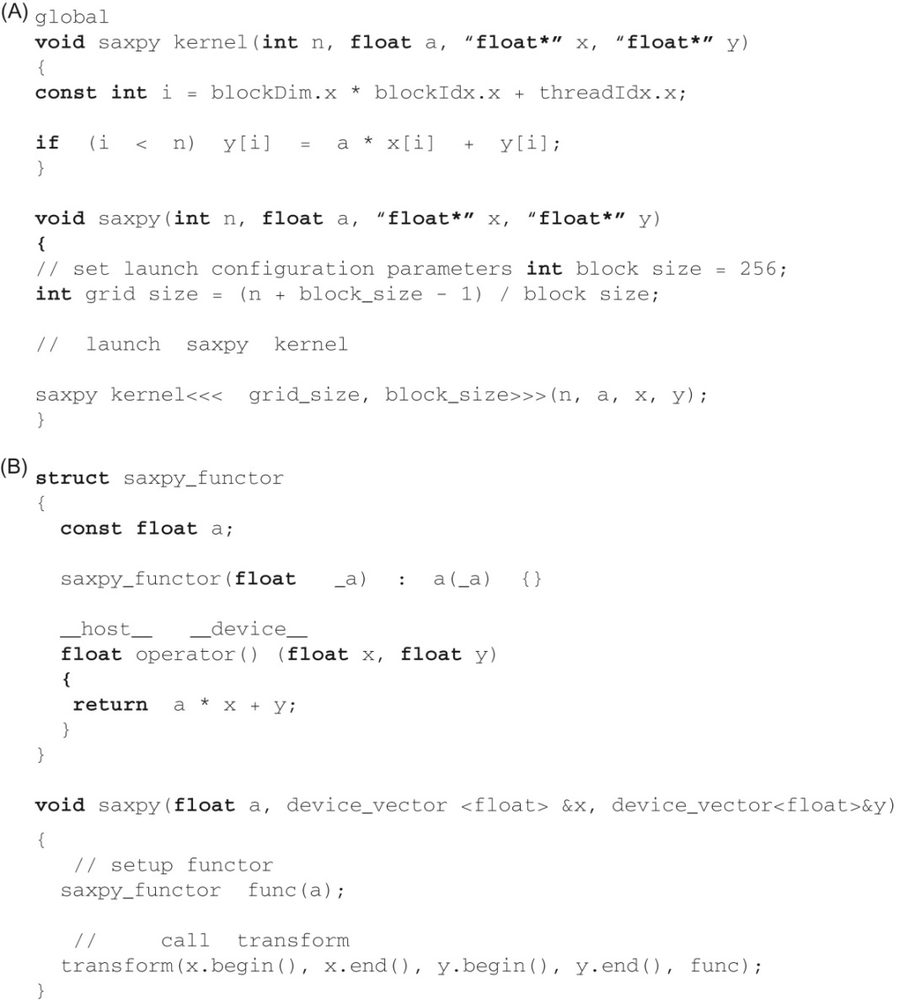 (A) global
void saxpy kernel(int n, float a, “float*” x, “float*” y)
{
const int i = blockDim.x * blockIdx.x + threadIdx.x;
if (i < n) y[i] = a * x[i] + y[i];
}
void saxpy(int n, float a, “float*” x, “float*” y)
{
// set launch configuration parameters int block size = 256;
int grid size = (n + block_size - 1) / block size;
// launch saxpy kernel
saxpy kernel<<< grid_size, block_size>>>(n, a, x, y);
}
(B) struct saxpy_functor
{
const float a;
saxpy_functor(float _a) : a(_a) {}
__host__ __device__
float operator() (float x, float y)
{
return a * x + y;
}
}
void saxpy(float a, device_vector <float> &x, device_vector<float>&y)
{
// setup functor
saxpy_functor func(a);
// call transform
transform(x.begin(), x.end(), y.begin(), y.end(), func);
}